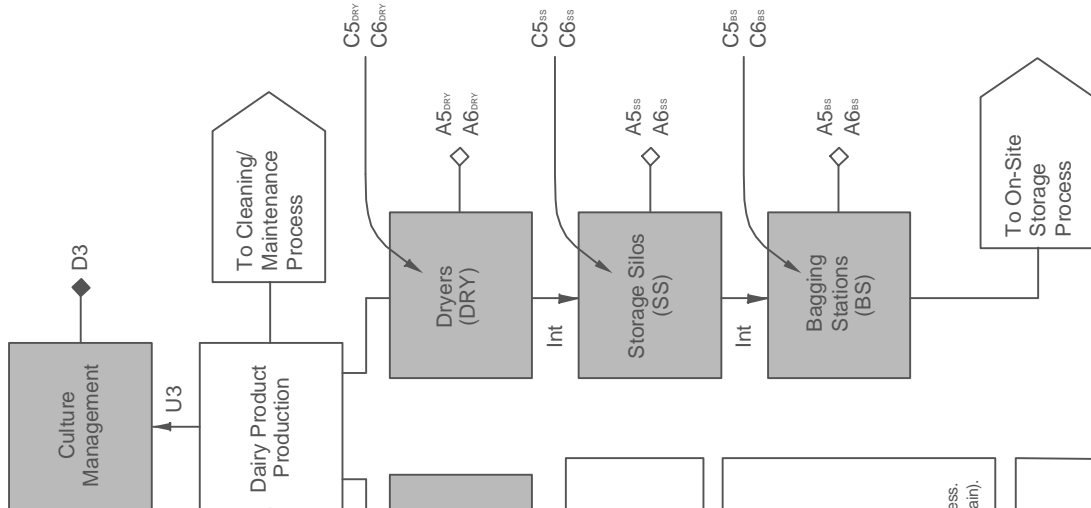 Culture
Management
D3
U3
Dairy Product
Production
To Cleaning/
Maintenance
Process
C5DRY
C6DRY
Dryers
(DRY)
A5DRY
A6DRY
Int
C5SS
C6SS
Storage Silos
(SS)
A5SS
A6SS
Int
C5BS
C6BS
Bagging
Stations
(BS)
A5BS
A6BS
To On-Site
Storage
Process
ess.
ain).